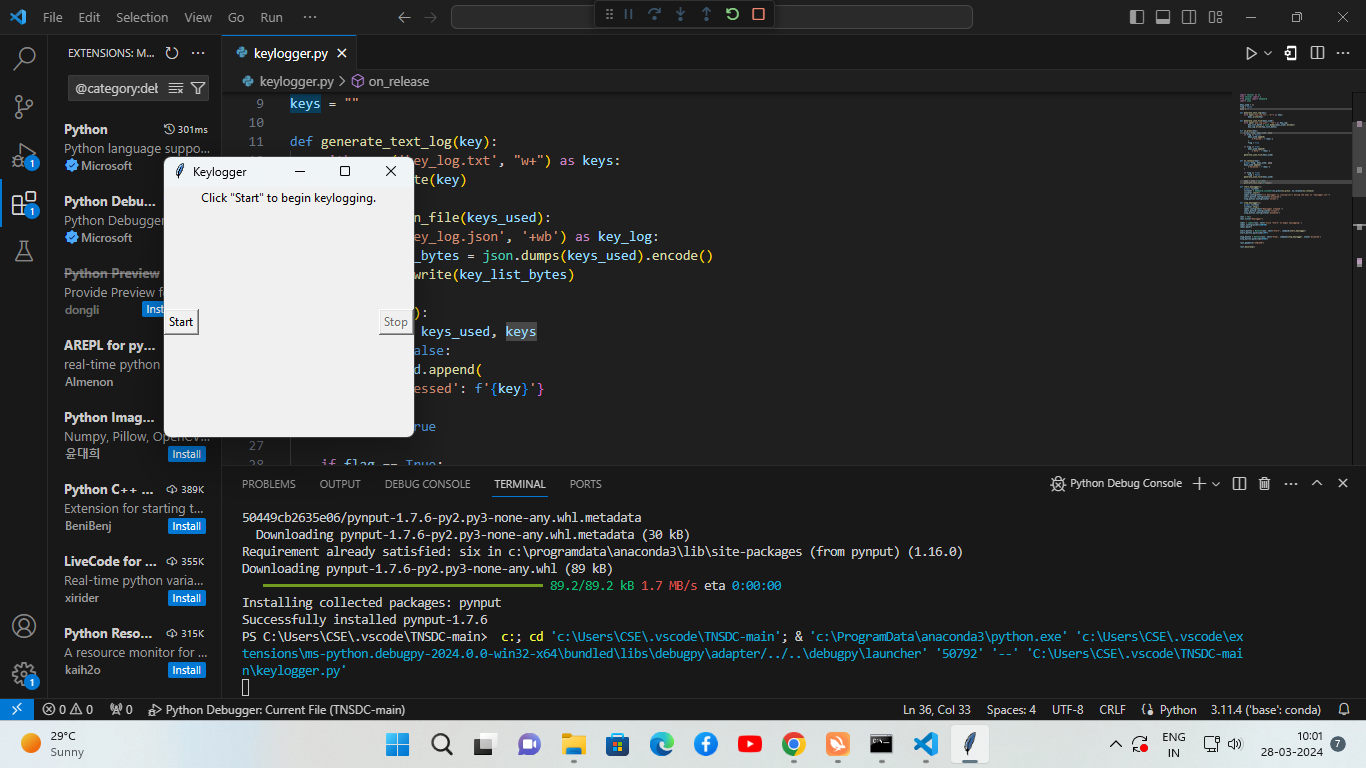 File Edit Selection View Go Run ···
EXTENSIONS: M... ···
@category:deb
Python 301ms
Python language suppo...
Microsoft
1
Python Debu...
Python Debugger
Microsoft
1
Python Preview
Provide Preview fo
dongli Inst
AREPL for py...
real-time python
Almenon
Python Imag...
Numpy, Pillow, OpenCV...
윤대희 Install
Python C++ ... 389K
Extension for starting t...
BeniBenj Install
LiveCode for ... 355K
Real-time python varia...
xirider Install
Python Reso... 315K
A resource monitor for ...
kaih2o Install
1
keylogger.py
keylogger.py > on_release
9 keys = ""
10
11 def generate_text_log(key):
ey_log.txt', "w+") as keys:
te(key)
n_file(keys_used):
ey_log.json', '+wb') as key_log:
_bytes = json.dumps(keys_used).encode()
write(key_list_bytes)
):
keys_used, keys
alse:
d.append(
essed': f'{key}'}
rue
27
28 if flag == True:
Keylogger
Click "Start" to begin keylogging.
Start Stop
PROBLEMS OUTPUT DEBUG CONSOLE TERMINAL PORTS Python Debug Console
50449cb2635e06/pynput-1.7.6-py2.py3-none-any.whl.metadata
Downloading pynput-1.7.6-py2.py3-none-any.whl.metadata (30 kB)
Requirement already satisfied: six in c:\programdata\anaconda3\lib\site-packages (from pynput) (1.16.0)
Downloading pynput-1.7.6-py2.py3-none-any.whl (89 kB)
89.2/89.2 kB 1.7 MB/s eta 0:00:00
Installing collected packages: pynput
Successfully installed pynput-1.7.6
PS C:\Users\CSE\.vscode\TNSDC-main> c:; cd 'c:\Users\CSE\.vscode\TNSDC-main'; & 'c:\ProgramData\anaconda3\python.exe' 'c:\Users\CSE\.vscode\ex
tensions\ms-python.debugpy-2024.0.0-win32-x64\bundled\libs\debugpy\adapter/../..\debugpy\launcher' '50792' '--' 'C:\Users\CSE\.vscode\TNSDC-mai
n\keylogger.py'
0 0 0 Python Debugger: Current File (TNSDC-main) Ln 36, Col 33 Spaces: 4 UTF-8 CRLF Python 3.11.4 ('base': conda)
29°C
Sunny
ENG
IN
10:01
28-03-2024
7